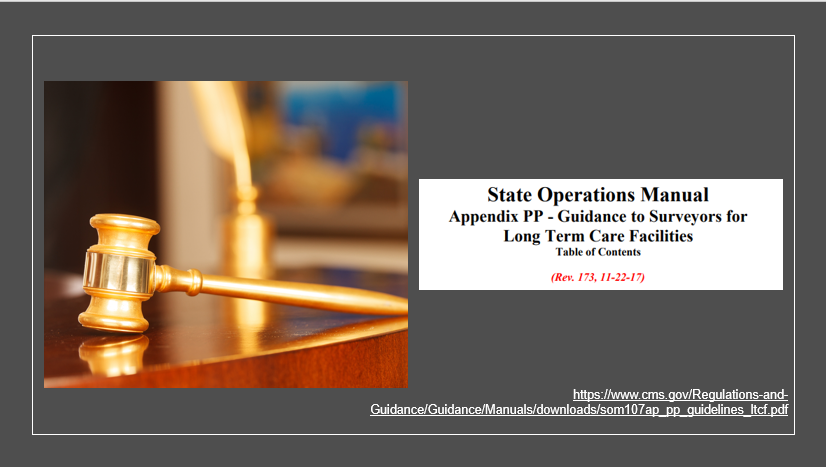 State Operations Manual
Appendix PP - Guidance to Surveyors for
Long Term Care Facilities
Table of Contents
(Rev. 173, 11-22-17)
https://www.cms.gov/Regulations-and-
Guidance/Guidance/Manuals/downloads/som107ap_pp_guidelines_ltcf.pdf